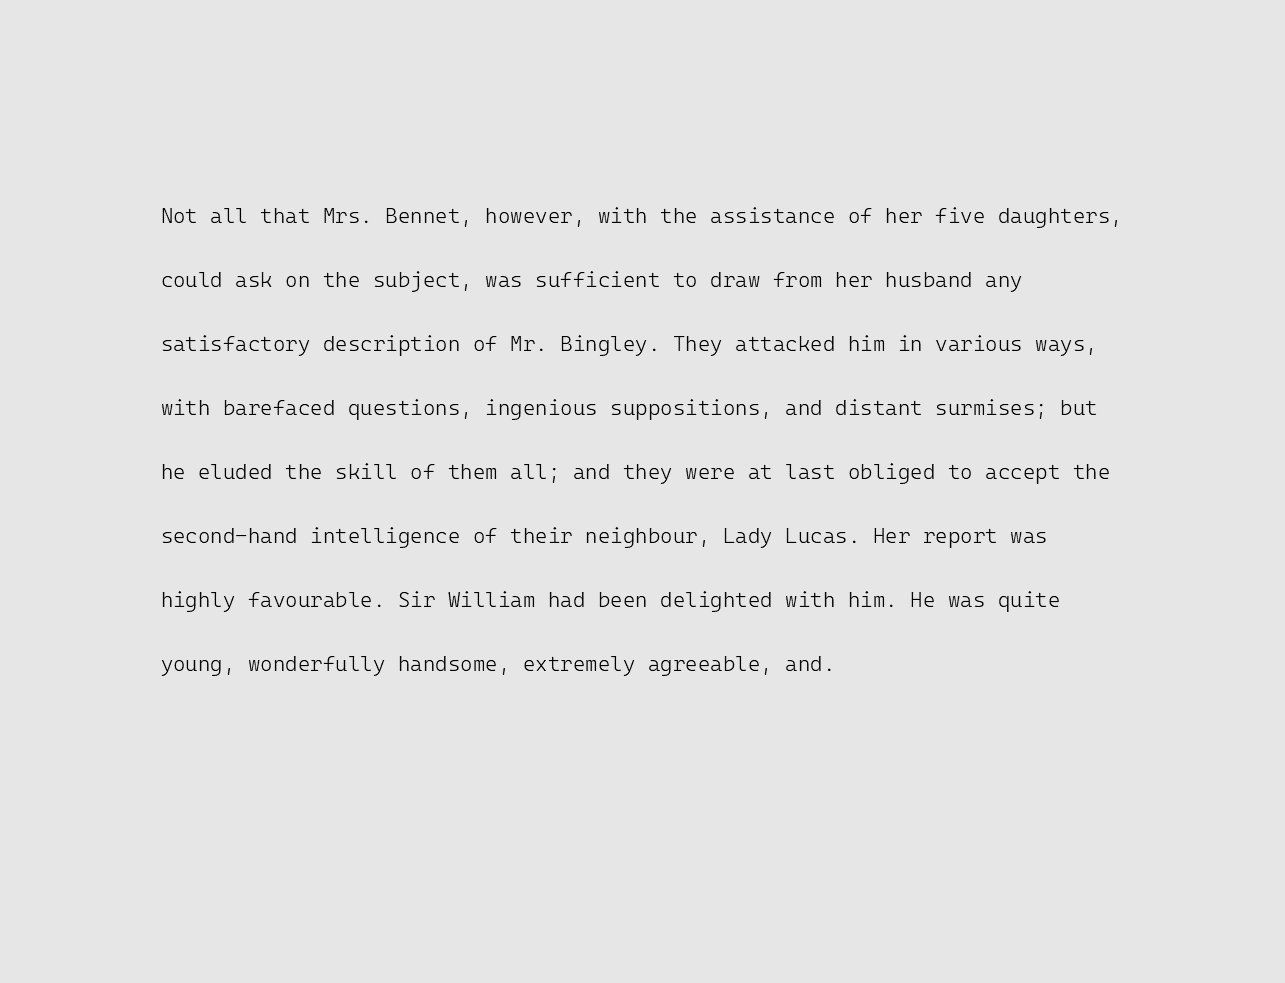 Not all that Mrs. Bennet, however, with the assistance of her five daughters,
could ask on the subject, was sufficient to draw from her husband any
satisfactory description of Mr. Bingley. They attacked him in various ways,
with barefaced questions, ingenious suppositions, and distant surmises; but
he eluded the skill of them all; and they were at last obliged to accept the
second-hand intelligence of their neighbour, Lady Lucas. Her report was
highly favourable. Sir William had been delighted with him. He was quite
young, wonderfully handsome, extremely agreeable, and.